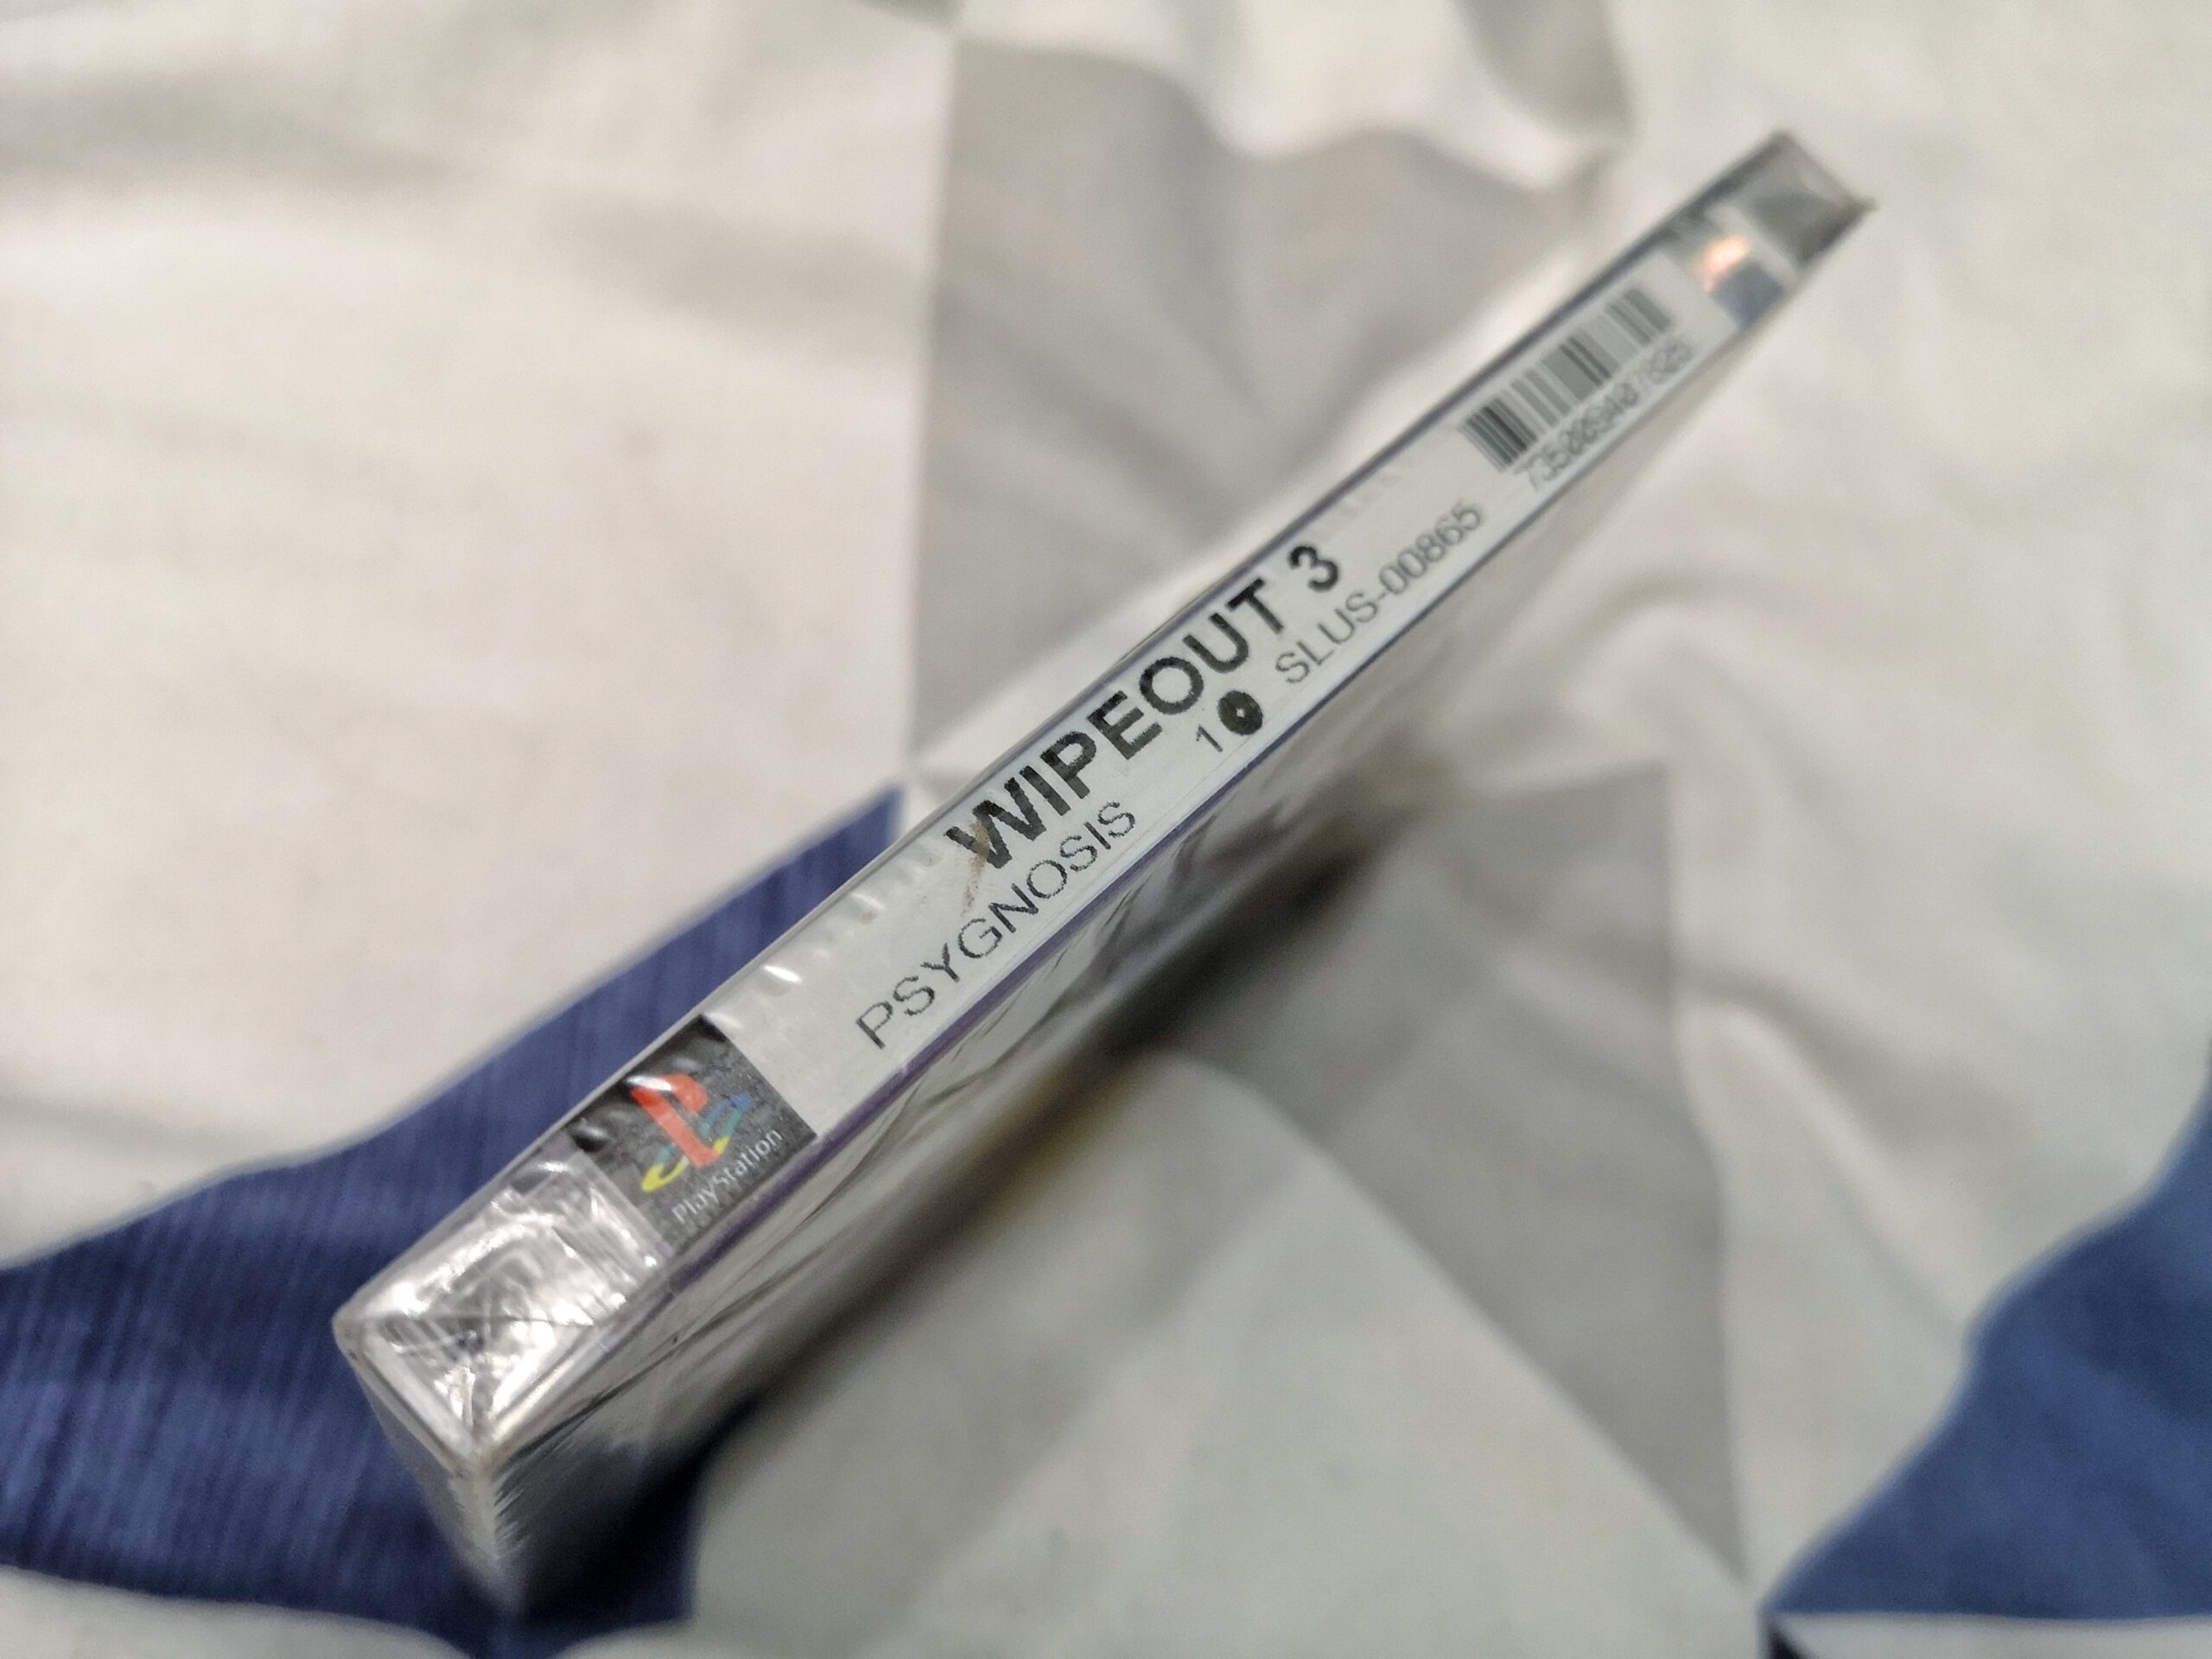 PlayStation
WIPEOUT 3
PSYGNOSIS
1
SLUS-00865